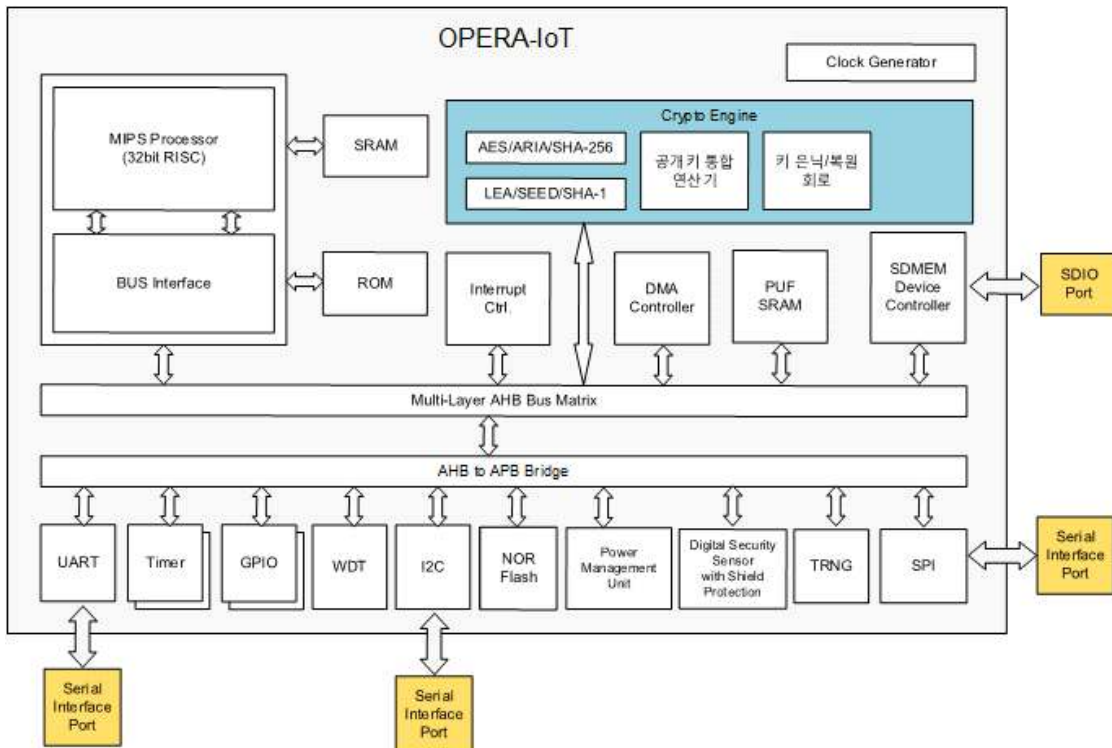 OPERA-IoT
Clock Generator
MIPS Processor
(32bit RISC)
SRAM
Crypto Engine
AES/ARIA/SHA-256
LEA/SEED/SHA-1
공개키 통합
연산기
키 은닉/복원
회로
BUS Interface
ROM
Interrupt
Ctrl.
DMA
Controller
PUF
SRAM
SDMEM
Device
Controller
SDIO
Port
Multi-Layer AHB Bus Matrix
AHB to APB Bridge
UART
Timer
GPIO
WDT
I2C
NOR
Flash
Power
Management
Unit
Digital Security
Sensor
with Shield
Protection
TRNG
SPI
Serial
Interface
Port
Serial
Interface
Port
Serial
Interface
Port